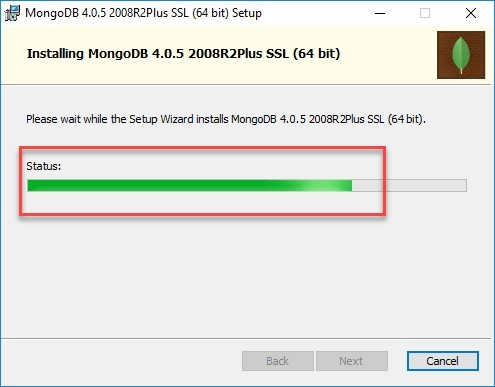 MongoDB 4.0.5 2008R2Plus SSL (64 bit) Setup
Installing MongoDB 4.0.5 2008R2Plus SSL (64 bit)
Please wait while the Setup Wizard installs MongoDB 4.0.5 2008R2Plus SSL (64 bit).
Status:
Back Next Cancel